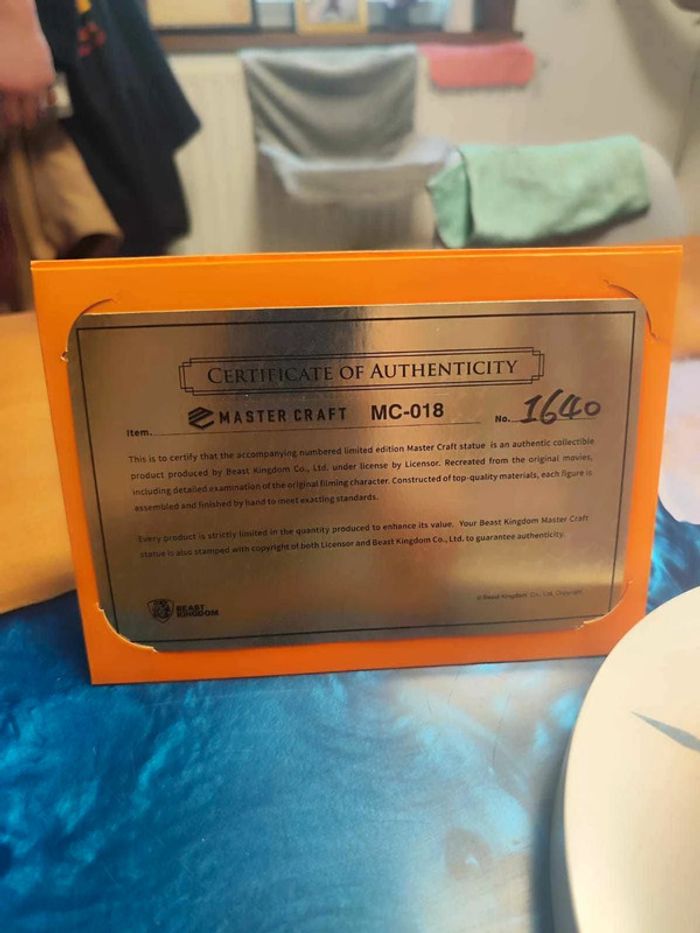 CERTIFICATE OF AUTHENTICITY
Item. MASTER CRAFT MC-018 No. 1640
This is to certify that the accompanying numbered limited edition Master Craft statue is an authentic collectible
product produced by Beast Kingdom Co., Ltd. under license by Licensor. Recreated from the original movies,
including detailed examination of the original filming character. Constructed of top-quality materials, each figure is
assembled and finished by hand to meet exacting standards.
Every product is strictly limited in the quantity produced to enhance its value. Your Beast Kingdom Master Craft
statue is also stamped with copyright of both Licensor and Beast Kingdom Co., Ltd. to guarantee authenticity.
BEAST
KINGDOM
© Beast Kingdom Co., Ltd. Copyright